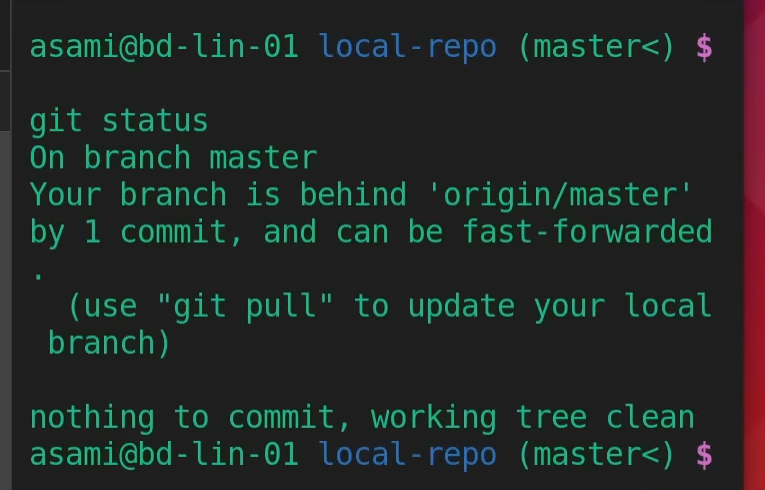 asami@bd-lin-01 local-repo (master<) $
git status
On branch master
Your branch is behind 'origin/master'
by 1 commit, and can be fast-forwarded
.
  (use "git pull" to update your local
 branch)
nothing to commit, working tree clean
asami@bd-lin-01 local-repo (master<) $